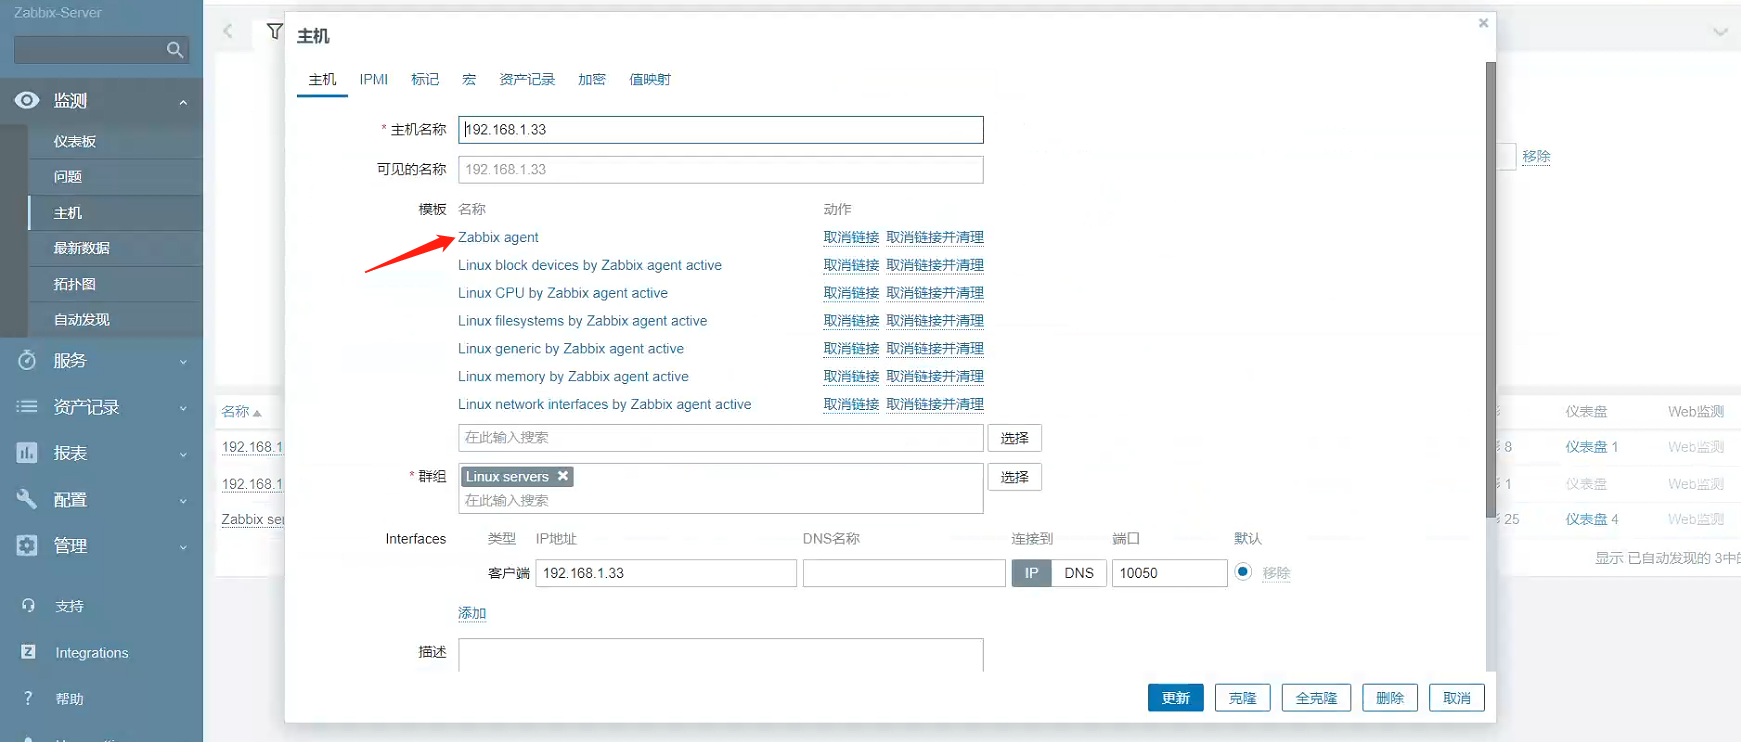 Zabbix-Server
监测
仪表板
问题
主机
最新数据
拓扑图
自动发现
服务
资产记录
报表
配置
管理
支持
Integrations
帮助
名称
192.168.1
192.168.1
Zabbix se
主机
主机 IPMI 标记 宏 资产记录 加密 值映射
* 主机名称 192.168.1.33
可见的名称 192.168.1.33
模板 名称 动作
Zabbix agent 取消链接 取消链接并清理
Linux block devices by Zabbix agent active 取消链接 取消链接并清理
Linux CPU by Zabbix agent active 取消链接 取消链接并清理
Linux filesystems by Zabbix agent active 取消链接 取消链接并清理
Linux generic by Zabbix agent active 取消链接 取消链接并清理
Linux memory by Zabbix agent active 取消链接 取消链接并清理
Linux network interfaces by Zabbix agent active 取消链接 取消链接并清理
在此输入搜索 选择
* 群组 Linux servers 选择
在此输入搜索
Interfaces 类型 IP地址 DNS名称 连接到 端口 默认
客户端 192.168.1.33 IP DNS 10050 移除
添加
描述
更新 克隆 全克隆 删除 取消
移除
仪表盘 Web监测
8 仪表盘 1 Web监测
1 仪表盘 Web监测
25 仪表盘 4 Web监测
显示 已自动发现的 3中的